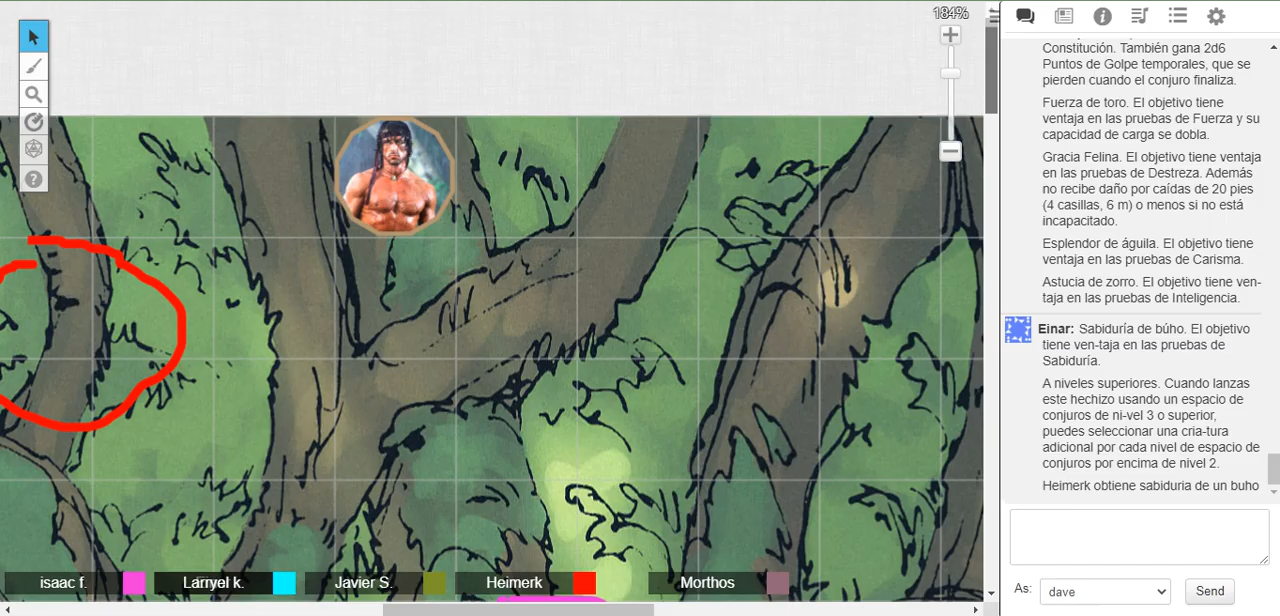 184%
Constitución. También gana 2d6
Puntos de Golpe temporales, que se
pierden cuando el conjuro finaliza.
Fuerza de toro. El objetivo tiene
ventaja en las pruebas de Fuerza y su
capacidad de carga se dobla.
Gracia Felina. El objetivo tiene ventaja
en las pruebas de Destreza. Además
no recibe daño por caídas de 20 pies
(4 casillas, 6 m) o menos si no está
incapacitado.
Esplendor de águila. El objetivo tiene
ventaja en las pruebas de Carisma.
Astucia de zorro. El objetivo tiene ven-
taja en las pruebas de Inteligencia.
Einar: Sabiduría de búho. El objetivo
tiene ven-taja en las pruebas de
Sabiduría.
A niveles superiores. Cuando lanzas
este hechizo usando un espacio de
conjuros de ni-vel 3 o superior,
puedes seleccionar una cria-tura
adicional por cada nivel de espacio de
conjuros por encima de nivel 2.
Heimerk obtiene sabiduria de un buho
As: dave Send
isaac f. Larryel k. Javier S. Heimerk Morthos